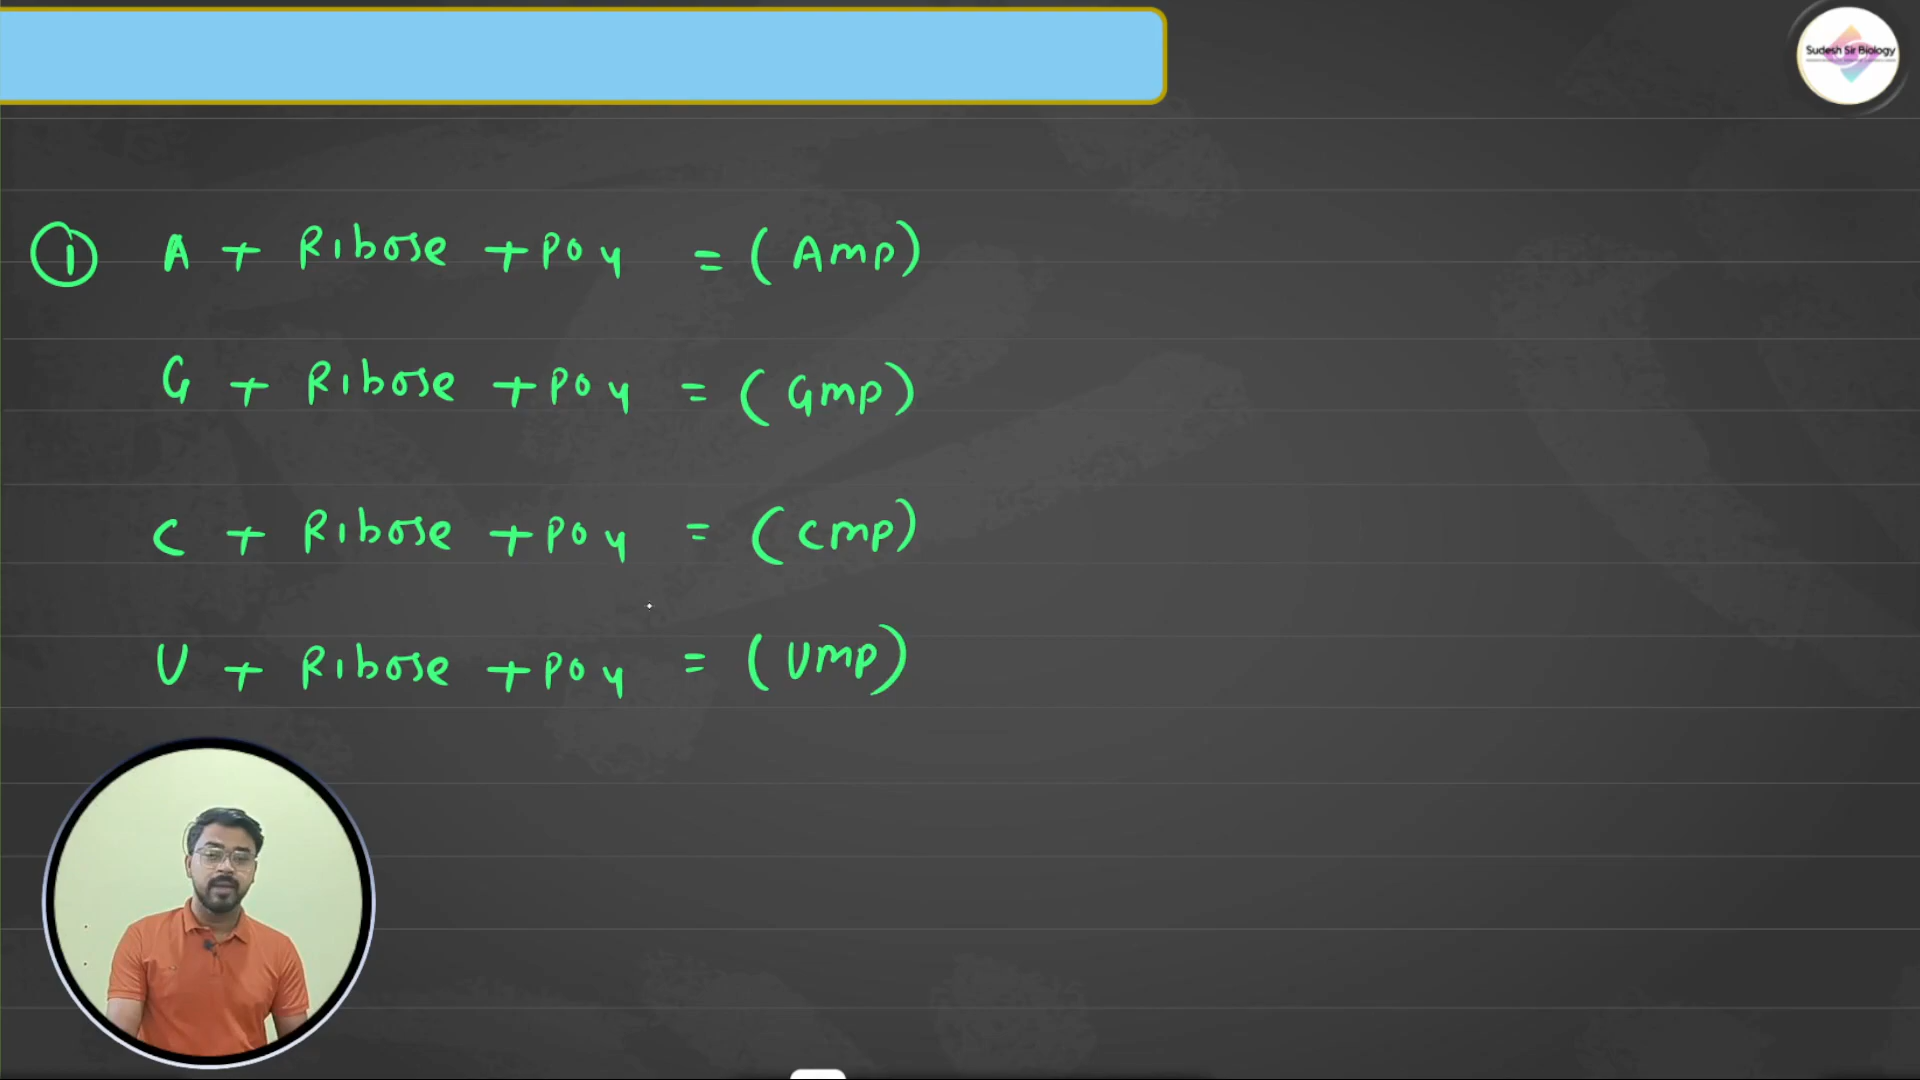 Sudesh Sir Biology
① A + Ribose + PO4 = (Amp)
G + Ribose + PO4 = (Gmp)
C + Ribose + PO4 = (Cmp)
U + Ribose + PO4 = (Ump)